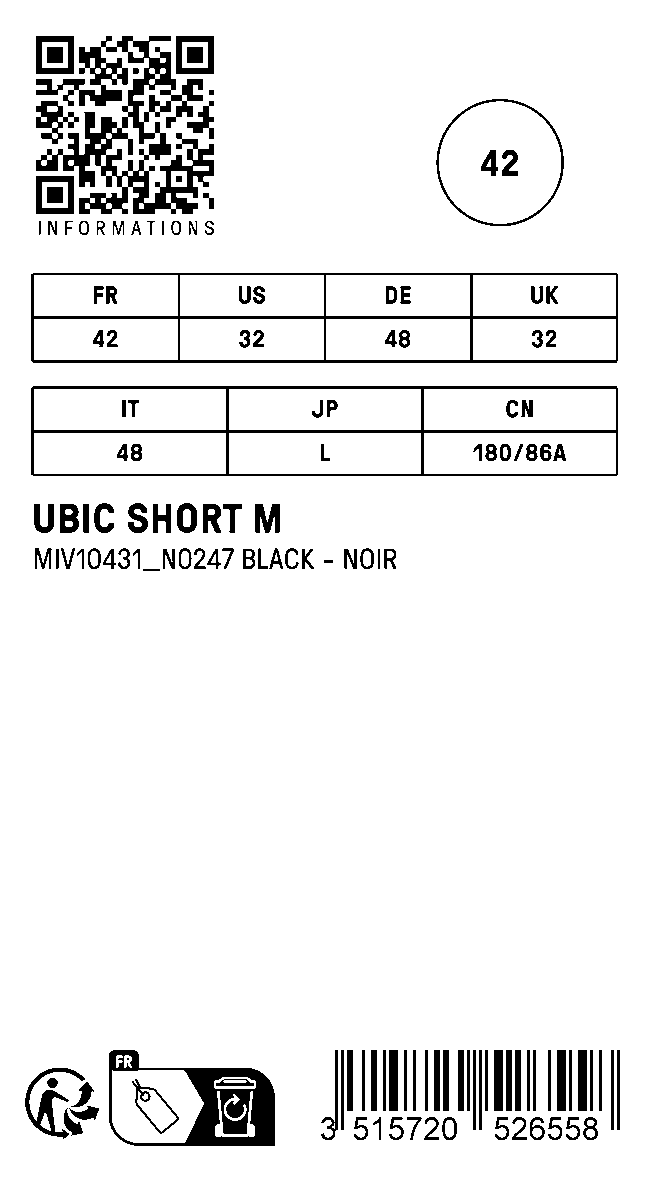 INFORMATIONS
42
FR US DE UK
42 32 48 32
IT JP CN
48 L 180/86A
UBIC SHORT M
MIV10431_N0247 BLACK - NOIR
FR
3 515720 526558